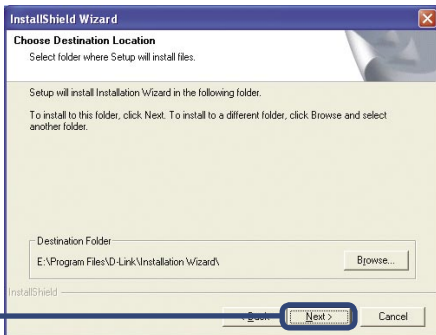 InstallShield Wizard
Choose Destination Location
Select folder where Setup will install files.
Setup will install Installation Wizard in the following folder.
To install to this folder, click Next. To install to a different folder, click Browse and select
another folder.
Destination Folder
E:\Program Files\D-Link\Installation Wizard\
Browse...
InstallShield
Next >
Cancel